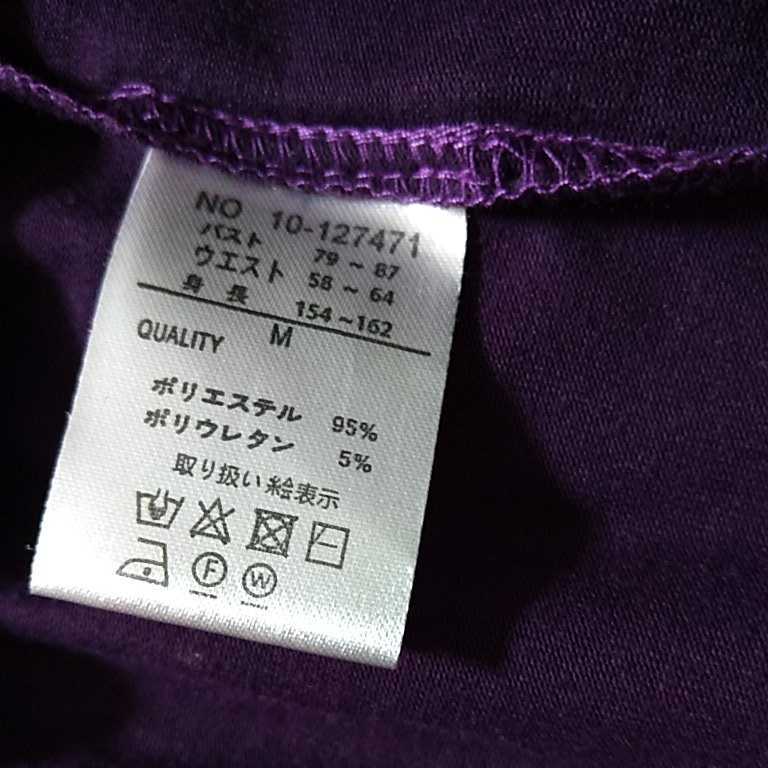 NO 10-127471
バスト 79 ~ 87
ウエスト 58 ~ 64
身長 154 ~ 162
QUALITY M
ポリエステル 95%
ポリウレタン 5%
取り扱い絵表示
F W